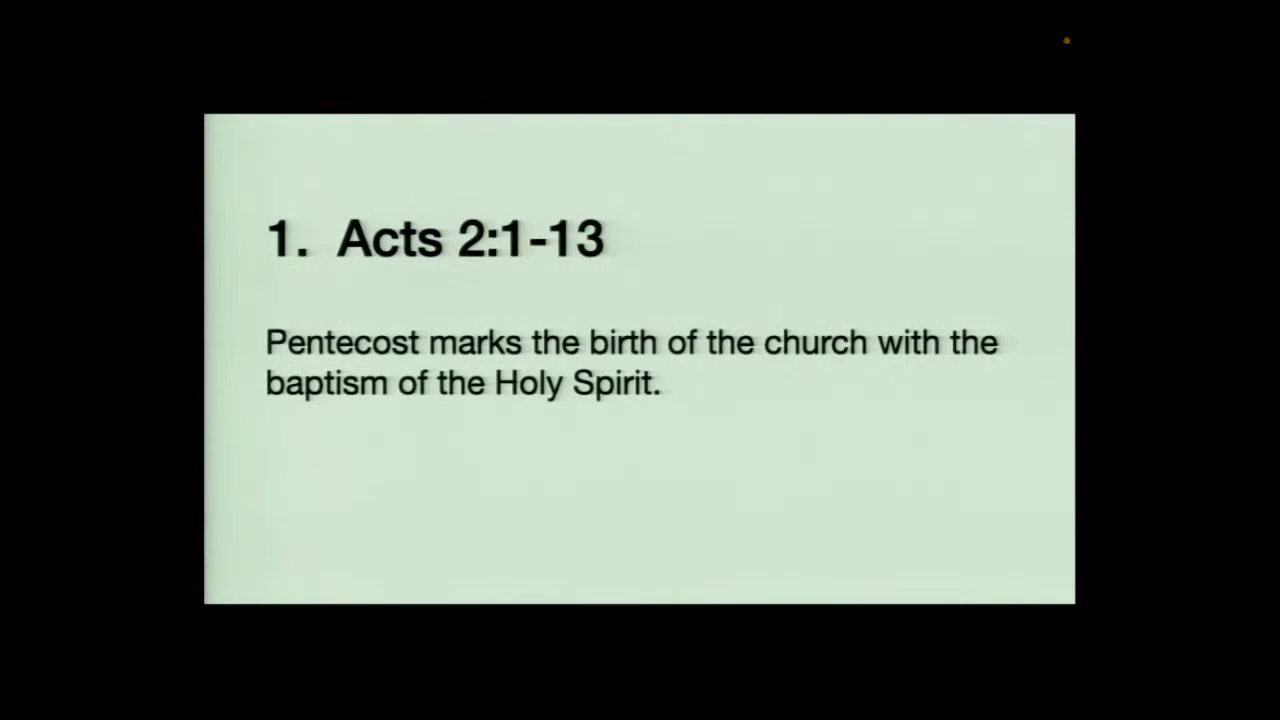 1. Acts 2:1-13
Pentecost marks the birth of the church with the
baptism of the Holy Spirit.